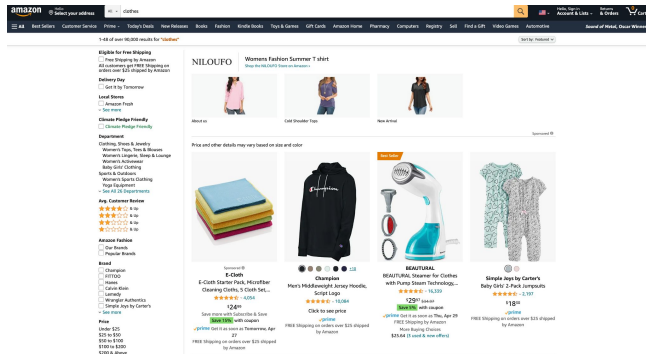 amazon
Hello
Select your address
All
clothes
Hello, Sign in
Account & Lists
Returns
& Orders
Cart
All
Best Sellers
Customer Service
Prime
Today's Deals
New Releases
Books
Fashion
Kindle Books
Toys & Games
Gift Cards
Amazon Home
Pharmacy
Computers
Registry
Sell
Find a Gift
Video Games
Automotive
Sound of Metal, Oscar Winner
1-48 of over 90,000 results for "clothes"
Sort by: Featured
Eligible for Free Shipping
Free Shipping by Amazon
All customers get FREE Shipping on
orders over $25 shipped by Amazon
Delivery Day
Get It by Tomorrow
Local Stores
Amazon Fresh
See more
Climate Pledge Friendly
Climate Pledge Friendly
Department
Clothing, Shoes & Jewelry
Women's Tops, Tees & Blouses
Women's Lingerie, Sleep & Lounge
Women's Activewear
Baby Girls' Clothing
Sports & Outdoors
Women's Sports Clothing
Yoga Equipment
See All 26 Departments
Avg. Customer Review
& Up
& Up
& Up
& Up
Amazon Fashion
Our Brands
Popular Brands
Brand
Champion
FITTOO
Hanes
Calvin Klein
Lemedy
Wrangler Authentics
Simple Joys by Carter's
See more
Price
Under $25
$25 to $50
$50 to $100
$100 to $200
$200 & Above
NILOUFO
Womens Fashion Summer T shirt
Shop the NILOUFO Store on Amazon ›
About us
Cold Shoulder Tops
New Arrival
Sponsored
Price and other details may vary based on size and color
Sponsored
E-Cloth
E-Cloth Starter Pack, Microfiber
Cleaning Cloths, 5 Cloth Set,...
4,054
Save more with Subscribe & Save
Save 15% with coupon
prime Get it as soon as Tomorrow, Apr
27
FREE Shipping on orders over $25 shipped
by Amazon
Champion
Champion
Men's Middleweight Jersey Hoodie,
Script Logo
10,084
Click to see price
prime
FREE Shipping on orders over $25 shipped
by Amazon
Best Seller
BEAUTURAL
BEAUTURAL Steamer for Clothes
with Pump Steam Technology,...
16,339
Save 5% with coupon
prime Get it as soon as Thu, Apr 29
FREE Shipping by Amazon
More Buying Choices
$23.64 (3 used & new offers)
Simple Joys by Carter's
Baby Girls' 2-Pack Jumpsuits
2,197
prime
FREE Shipping on orders over $25 shipped
by Amazon